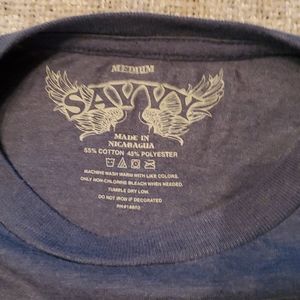 MEDIUM
SAVVY
MADE IN
NICARAGUA
55% COTTON 45% POLYESTER
MACHINE WASH WARM WITH LIKE COLORS.
ONLY NON-CHLORINE BLEACH WHEN NEEDED.
TUMBLE DRY LOW.
DO NOT IRON IF DECORATED